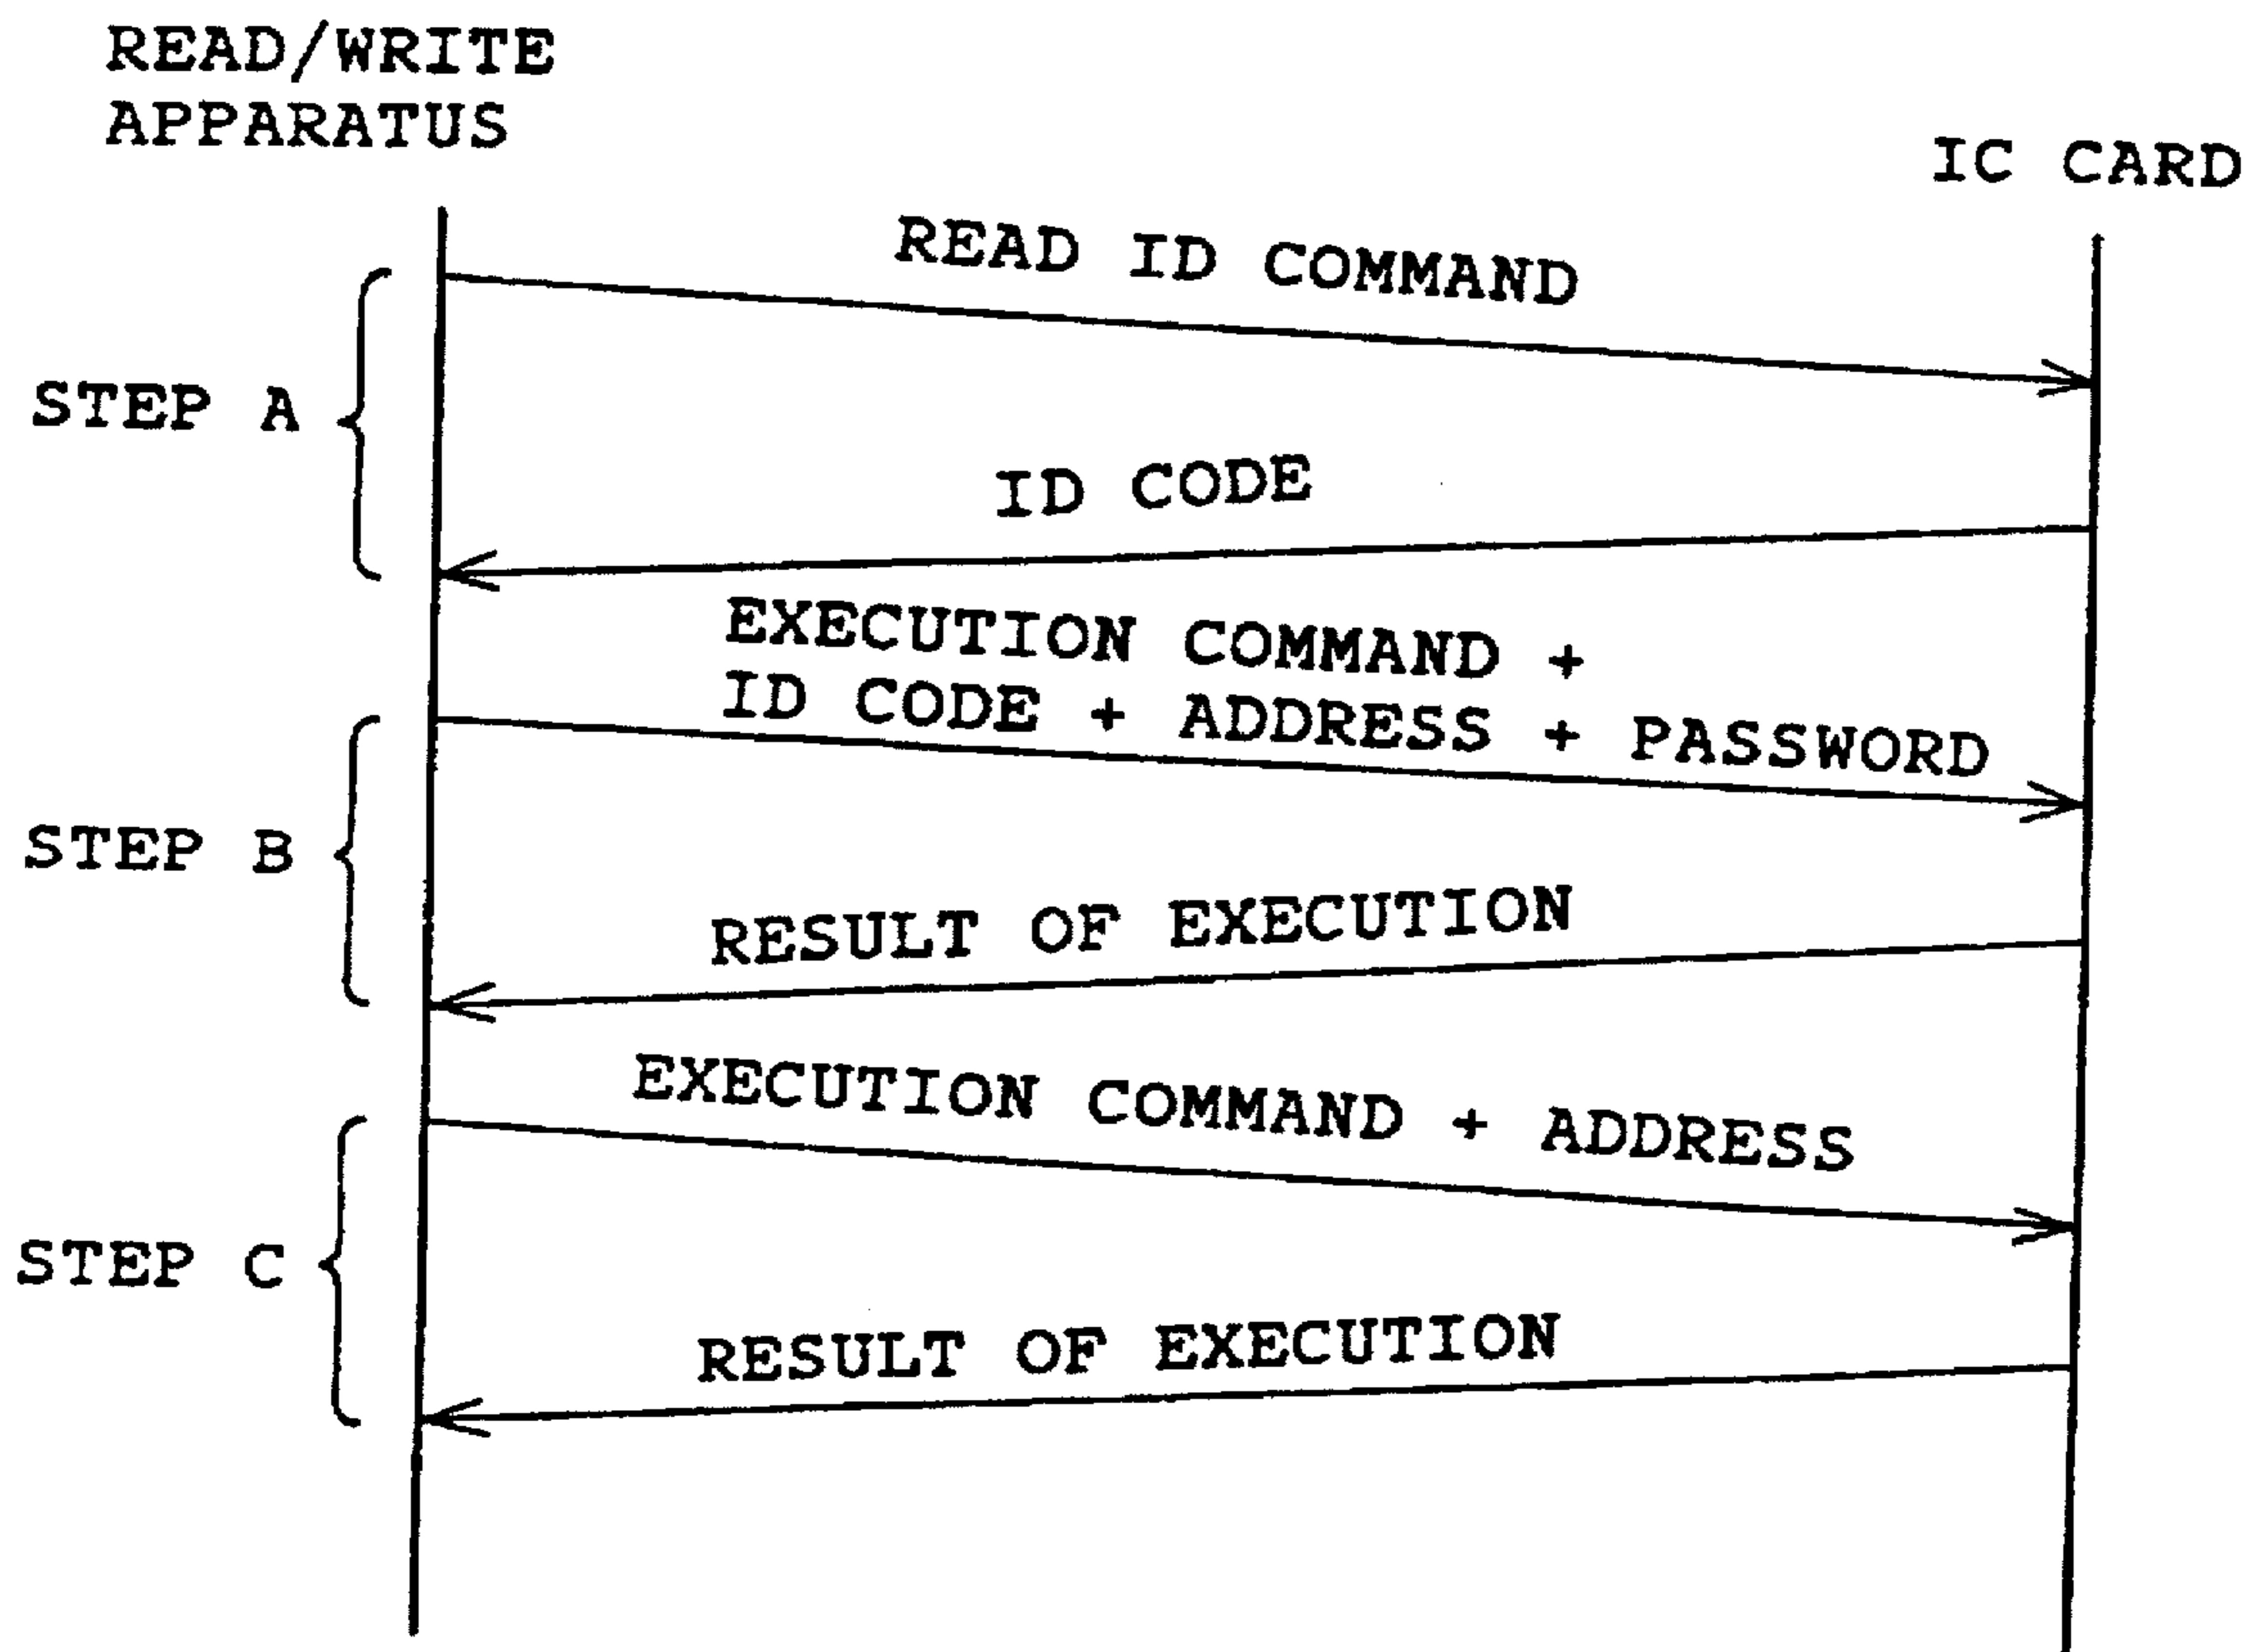 READ/WRITE
APPARATUS
IC CARD
READ ID COMMAND
STEP A
ID CODE
EXECUTION COMMAND +
ID CODE + ADDRESS + PASSWORD
STEP B
RESULT OF EXECUTION
EXECUTION COMMAND + ADDRESS
STEP C
RESULT OF EXECUTION